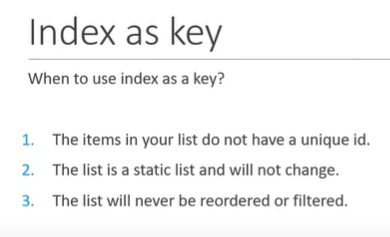 Index as key
When to use index as a key?
1. The items in your list do not have a unique id.
2. The list is a static list and will not change.
3. The list will never be reordered or filtered.